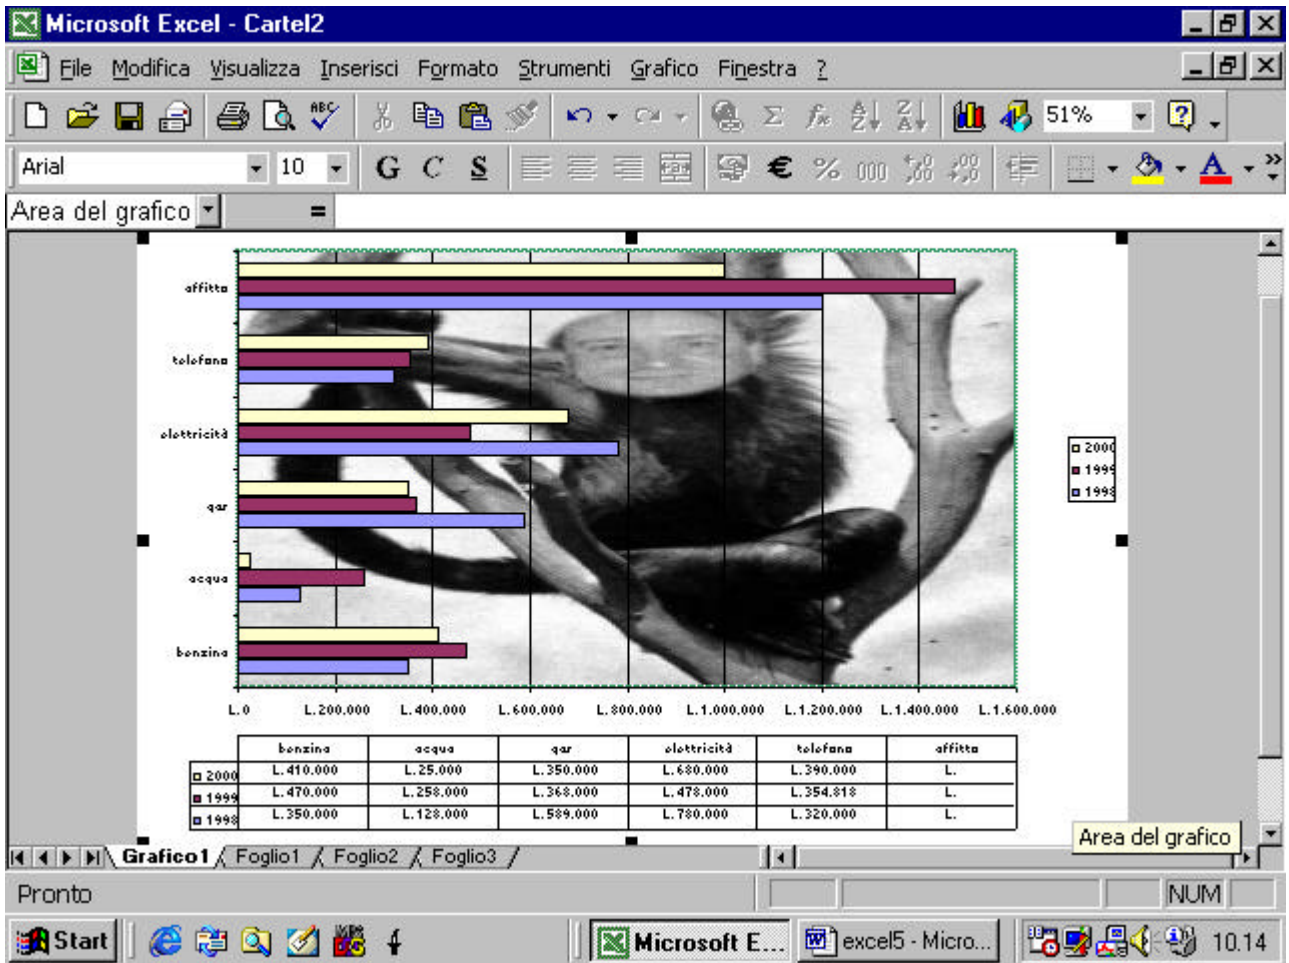 Microsoft Excel - Cartel2
File Modifica Visualizza Inserisci Formato Strumenti Grafico Finestra ?
ABC 51%
Arial 10 G C S € % 000
Area del grafico =
affitto
telefono
elettricità
gas
acqua
benzina
2000
1999
1998
L.0 L.200.000 L.400.000 L.600.000 L.800.000 L.1.000.000 L.1.200.000 L.1.400.000 L.1.600.000
benzina acqua gas elettricità telefono affitto
2000 L.410.000 L.25.000 L.350.000 L.680.000 L.390.000 L.
1999 L.470.000 L.258.000 L.368.000 L.478.000 L.354.818 L.
1998 L.350.000 L.128.000 L.589.000 L.780.000 L.320.000 L.
Area del grafico
Grafico1 Foglio1 Foglio2 Foglio3
Pronto NUM
Start Microsoft E... excel5 - Micro... 10.14